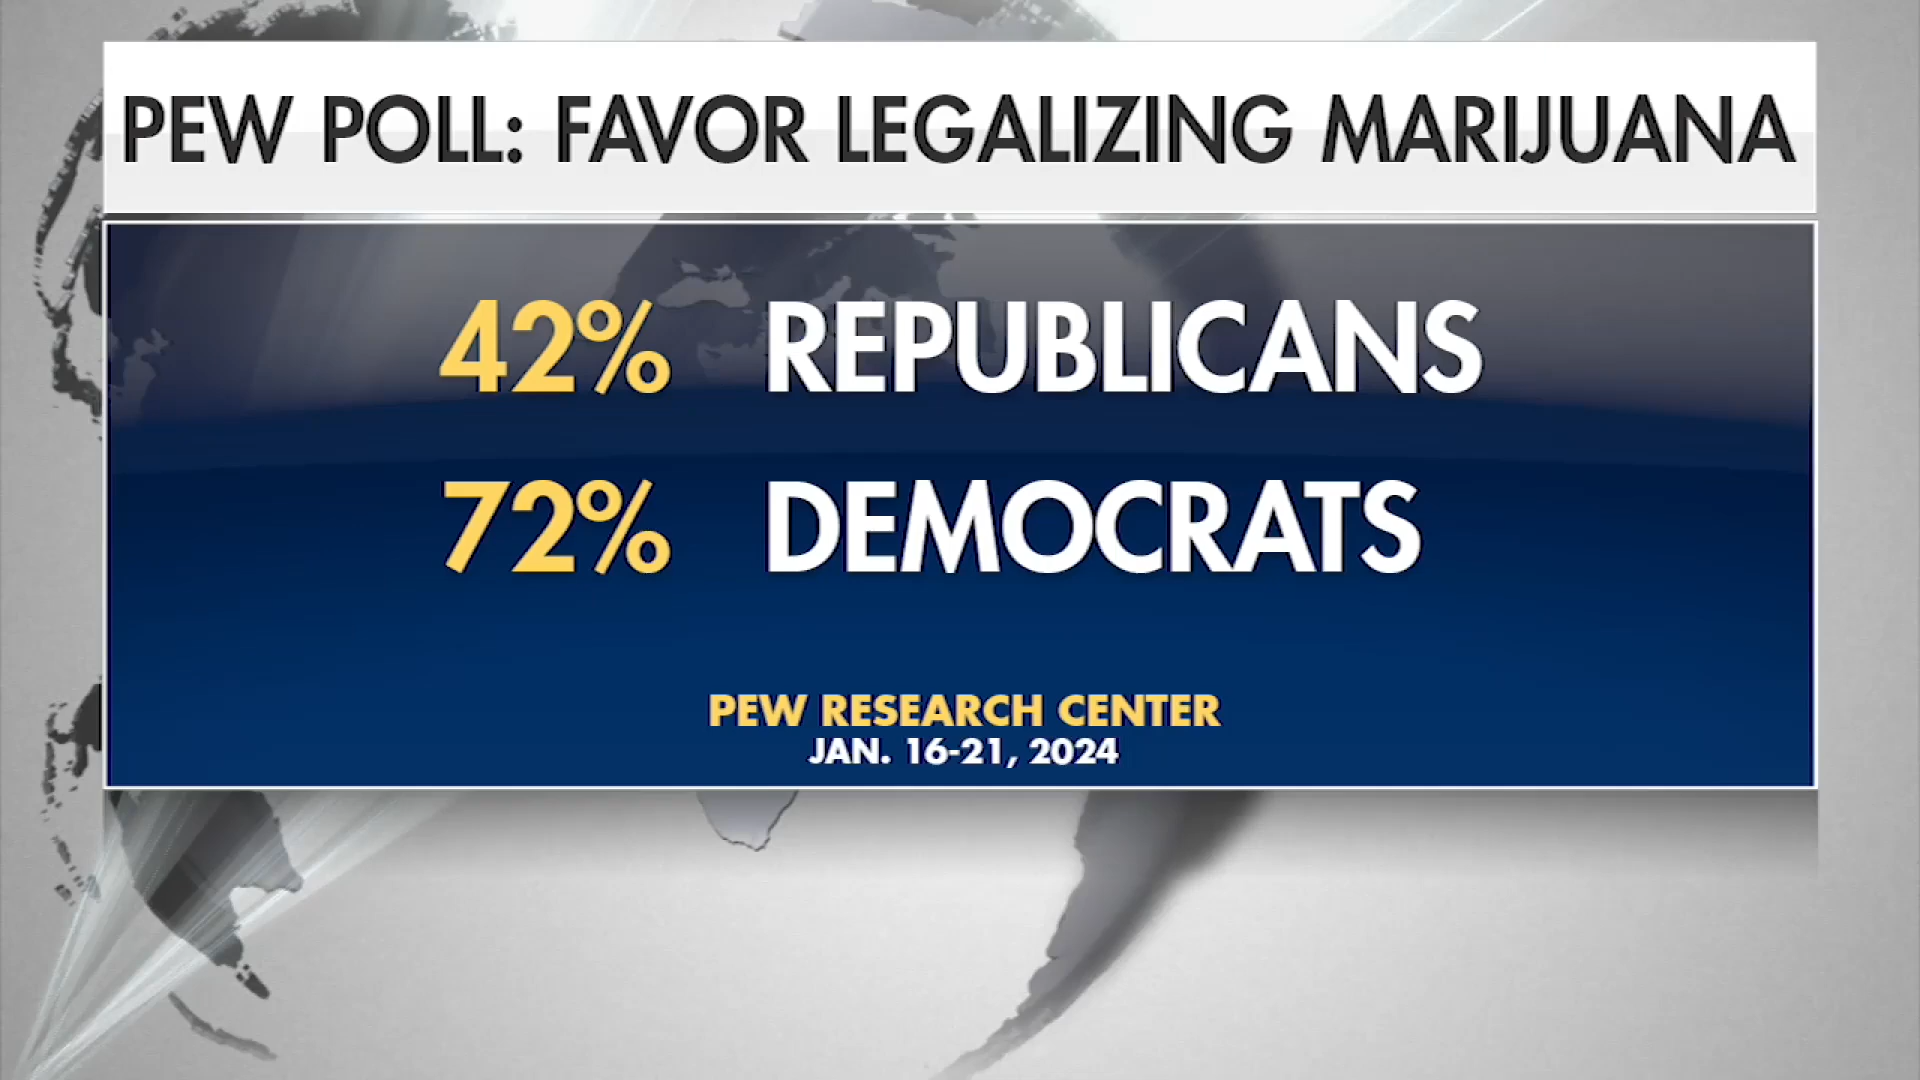 PEW POLL: FAVOR LEGALIZING MARIJUANA
42% REPUBLICANS
72% DEMOCRATS
PEW RESEARCH CENTER
JAN. 16-21, 2024